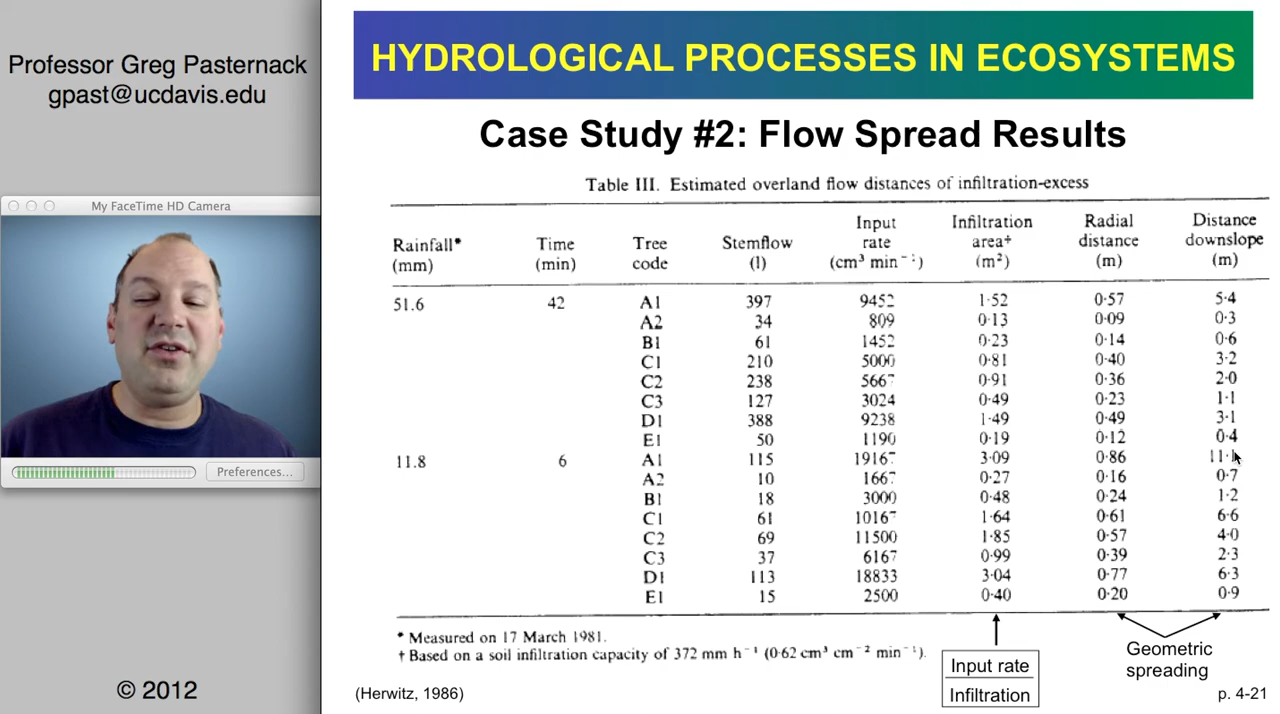 Professor Greg Pasternack
gpast@ucdavis.edu
My FaceTime HD Camera
Preferences...
© 2012
HYDROLOGICAL PROCESSES IN ECOSYSTEMS
Case Study #2: Flow Spread Results
Table III. Estimated overland flow distances of infiltration-excess
Rainfall* (mm) Time (min) Tree code Stemflow (l) Input rate (cm³ min⁻¹) Infiltration area† (m²) Radial distance (m) Distance downslope (m)
51.6 42 A1 397 9452 1·52 0·57 5·4
A2 34 809 0·13 0·09 0·3
B1 61 1452 0·23 0·14 0·6
C1 210 5000 0·81 0·40 3·2
C2 238 5667 0·91 0·36 2·0
C3 127 3024 0·49 0·23 1·1
D1 388 9238 1·49 0·49 3·1
E1 50 1190 0·19 0·12 0·4
11.8 6 A1 115 19167 3·09 0·86 11·1
A2 10 1667 0·27 0·16 0·7
B1 18 3000 0·48 0·24 1·2
C1 61 10167 1·64 0·61 6·6
C2 69 11500 1·85 0·57 4·0
C3 37 6167 0·99 0·39 2·3
D1 113 18833 3·04 0·77 6·3
E1 15 2500 0·40 0·20 0·9
* Measured on 17 March 1981.
† Based on a soil infiltration capacity of 372 mm h⁻¹ (0·62 cm³ cm⁻² min⁻¹).
Input rate
Infiltration
Geometric
spreading
(Herwitz, 1986)
p. 4-21